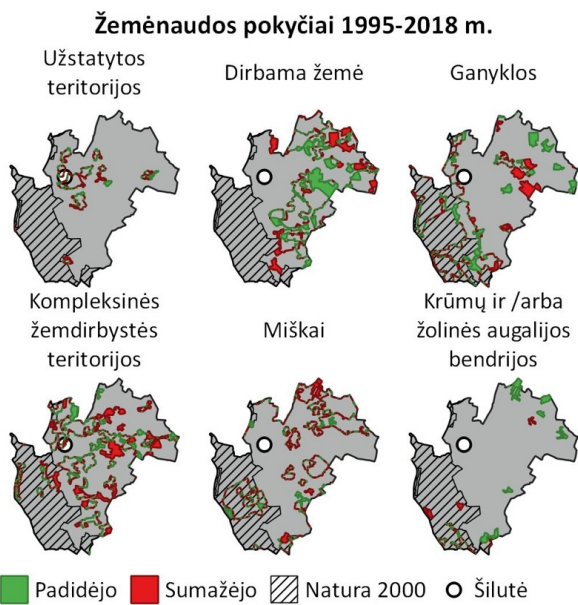 Žemėnaudos pokyčiai 1995-2018 m.
Užstatytos
teritorijos
Dirbama žemė
Ganyklos
Kompleksinės
žemdirbystės
teritorijos
Miškai
Krūmų ir /arba
žolinės augalijos
bendrijos
Padidėjo
Sumažėjo
Natura 2000
Šilutė